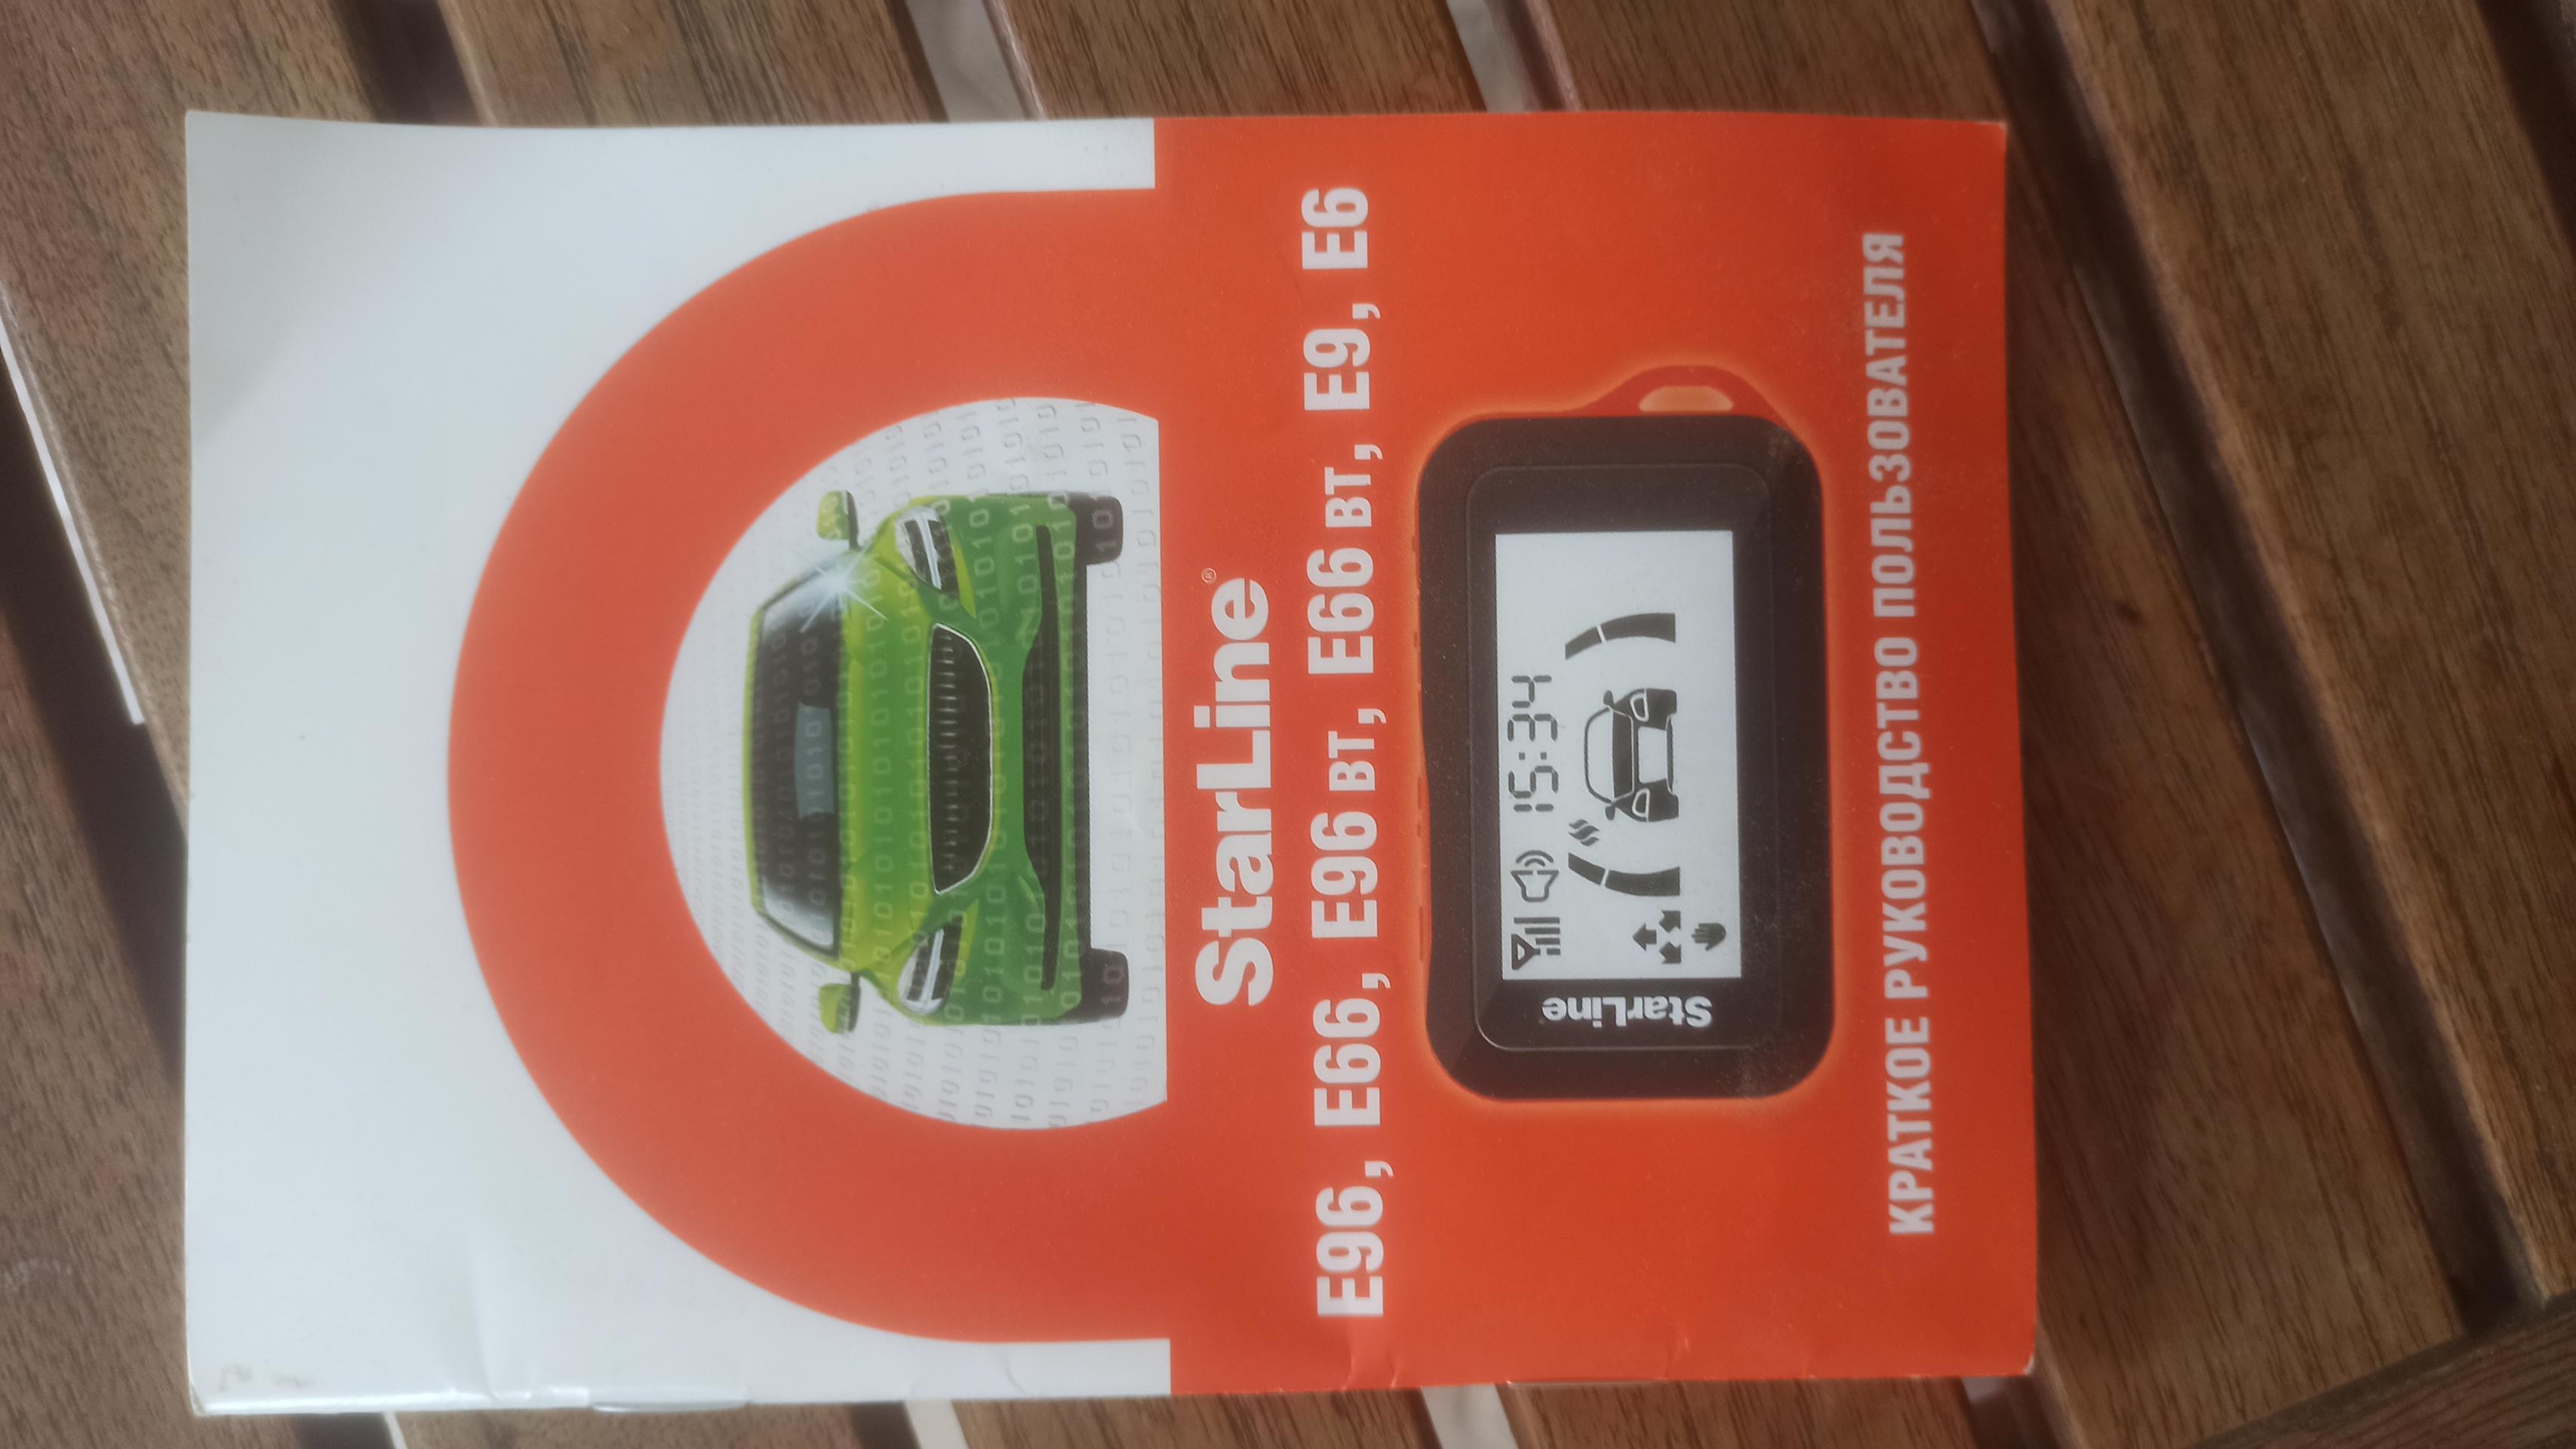 StarLine®
E96, E66, E96 BT, E66 BT, E9, E6
15:34
StarLine
КРАТКОЕ РУКОВОДСТВО ПОЛЬЗОВАТЕЛЯ